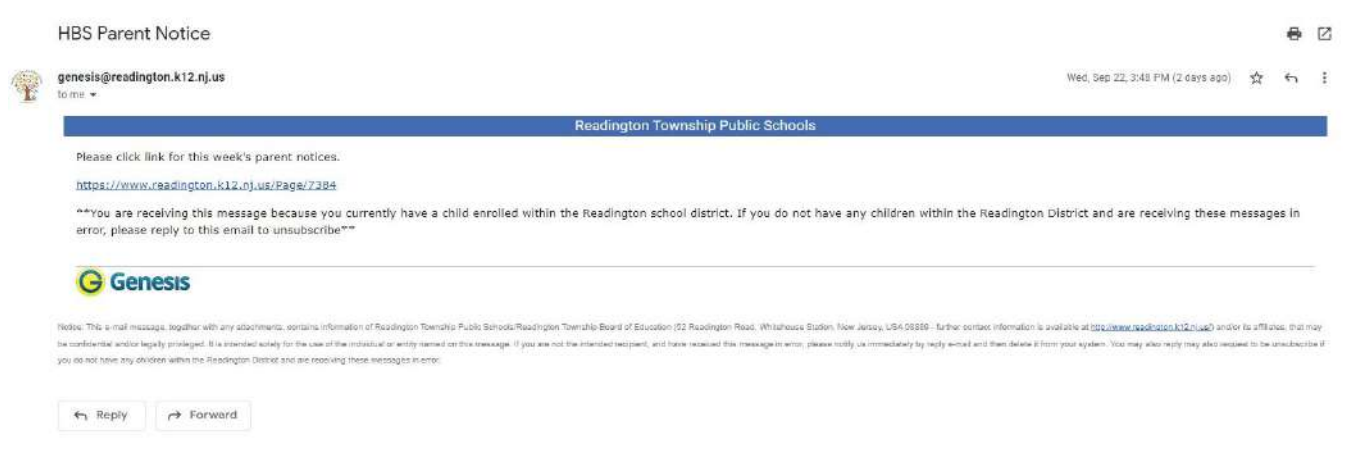 HBS Parent Notice
genesis@readington.k12.nj.us
Wed, Sep 22, 3:48 PM (2 days ago)
to me
Readington Township Public Schools
Please click link for this week's parent notices.
https://www.readington.k12.nj.us/Page/7384
**You are receiving this message because you currently have a child enrolled within the Readington school district. If you do not have any children within the Readington District and are receiving these messages in
error, please reply to this email to unsubscribe**
G Genesis
Notice: This e-mail message, together with any attachments, contains information of Readington Township Public Schools/Readington Township Board of Education (52 Readington Road, Whitehouse Station, New Jersey, USA 08889 - further contact information is available at http://www.readington.k12.nj.us/) and/or its affiliates, that may
be confidential and/or legally privileged. It is intended solely for the use of the individual or entity named on this message. If you are not the intended recipient, and have received this message in error, please notify us immediately by reply e-mail and then delete it from your system. You may also reply may also request to be unsubscribe if
you do not have any children within the Readington District and are receiving these messages in error.
Reply
Forward